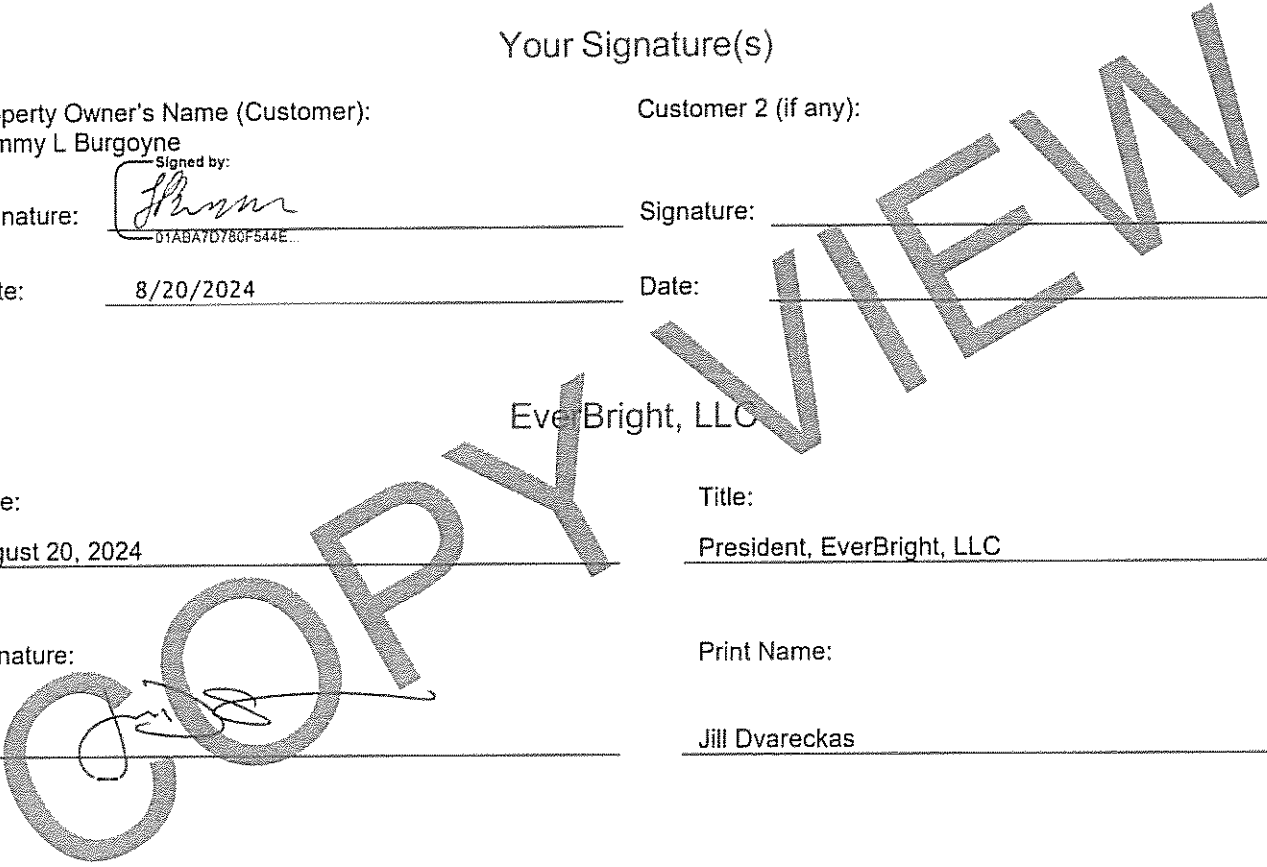 Your Signature(s)
perty Owner's Name (Customer):
mmy L Burgoyne
Customer 2 (if any):
Signed by:
nature:
01ABA7D780F544E...
Signature:
te:
8/20/2024
Date:
EverBright, LLC
e:
gust 20, 2024
Title:
President, EverBright, LLC
nature:
Print Name:
Jill Dvareckas
COPY VIEW